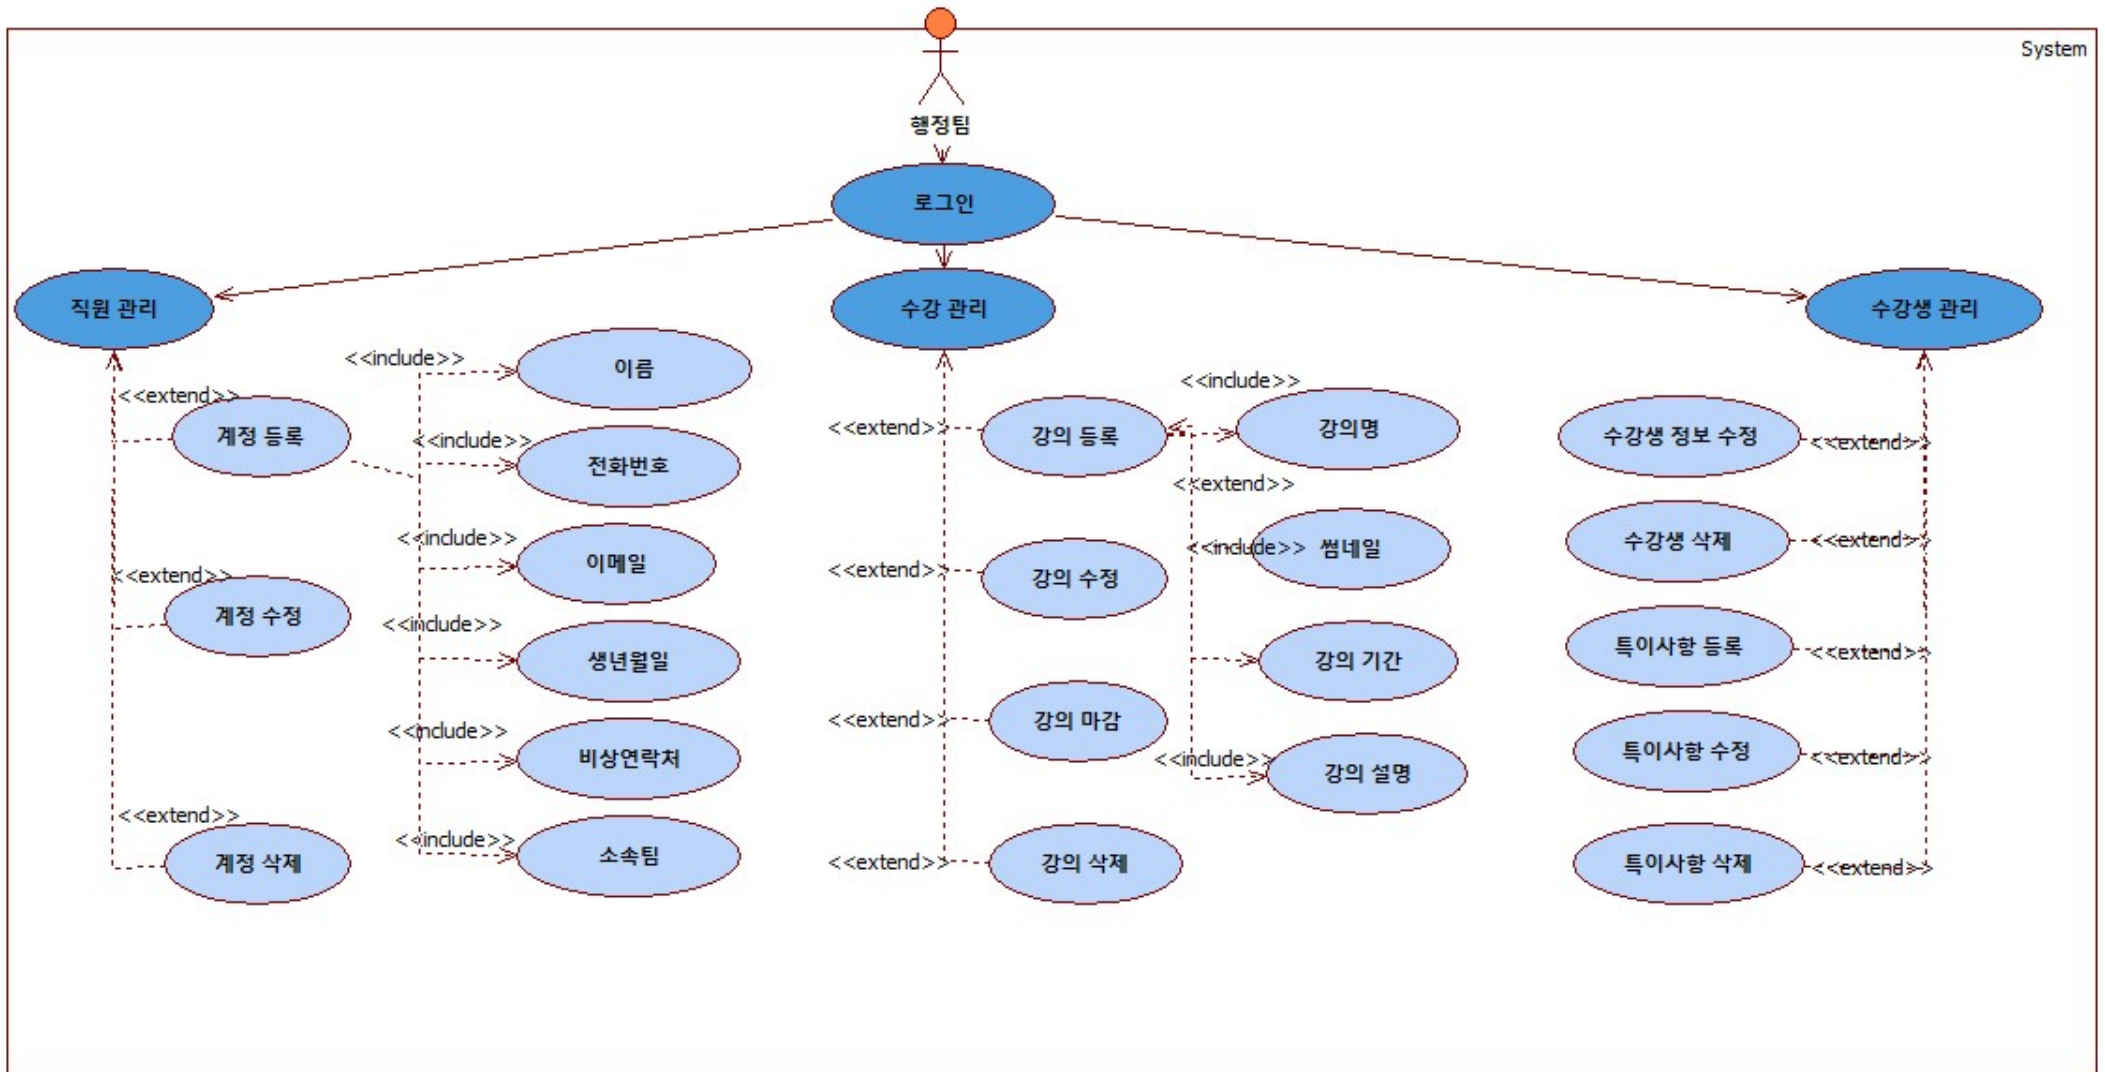 System
행정팀
로그인
직원 관리
수강 관리
수강생 관리
<<extend>>
계정 등록
<<extend>>
계정 수정
<<extend>>
계정 삭제
<<include>>
이름
<<include>>
전화번호
<<include>>
이메일
<<include>>
생년월일
<<include>>
비상연락처
<<include>>
소속팀
<<extend>>
강의 등록
<<extend>>
강의 수정
<<extend>>
강의 마감
<<extend>>
강의 삭제
<<include>>
강의명
<<extend>>
썸네일
<<include>>
강의 기간
<<include>>
강의 설명
수강생 정보 수정
<<extend>>
수강생 삭제
<<extend>>
특이사항 등록
<<extend>>
특이사항 수정
<<extend>>
특이사항 삭제
<<extend>>